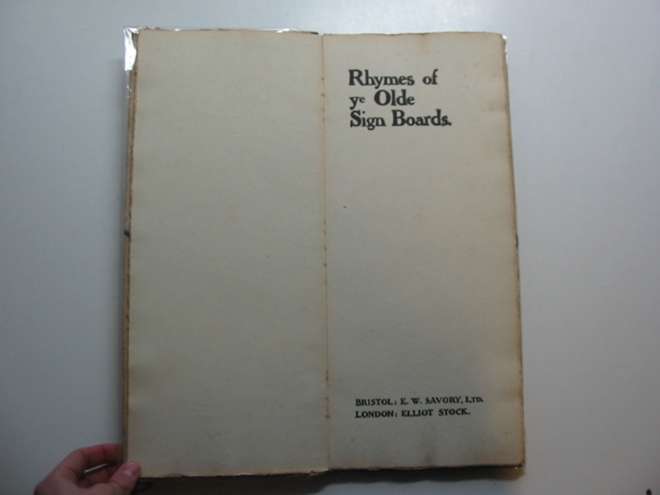 Rhymes of
ye Olde
Sign Boards.
BRISTOL: E. W. SAVORY, LTD.
LONDON: ELLIOT STOCK.